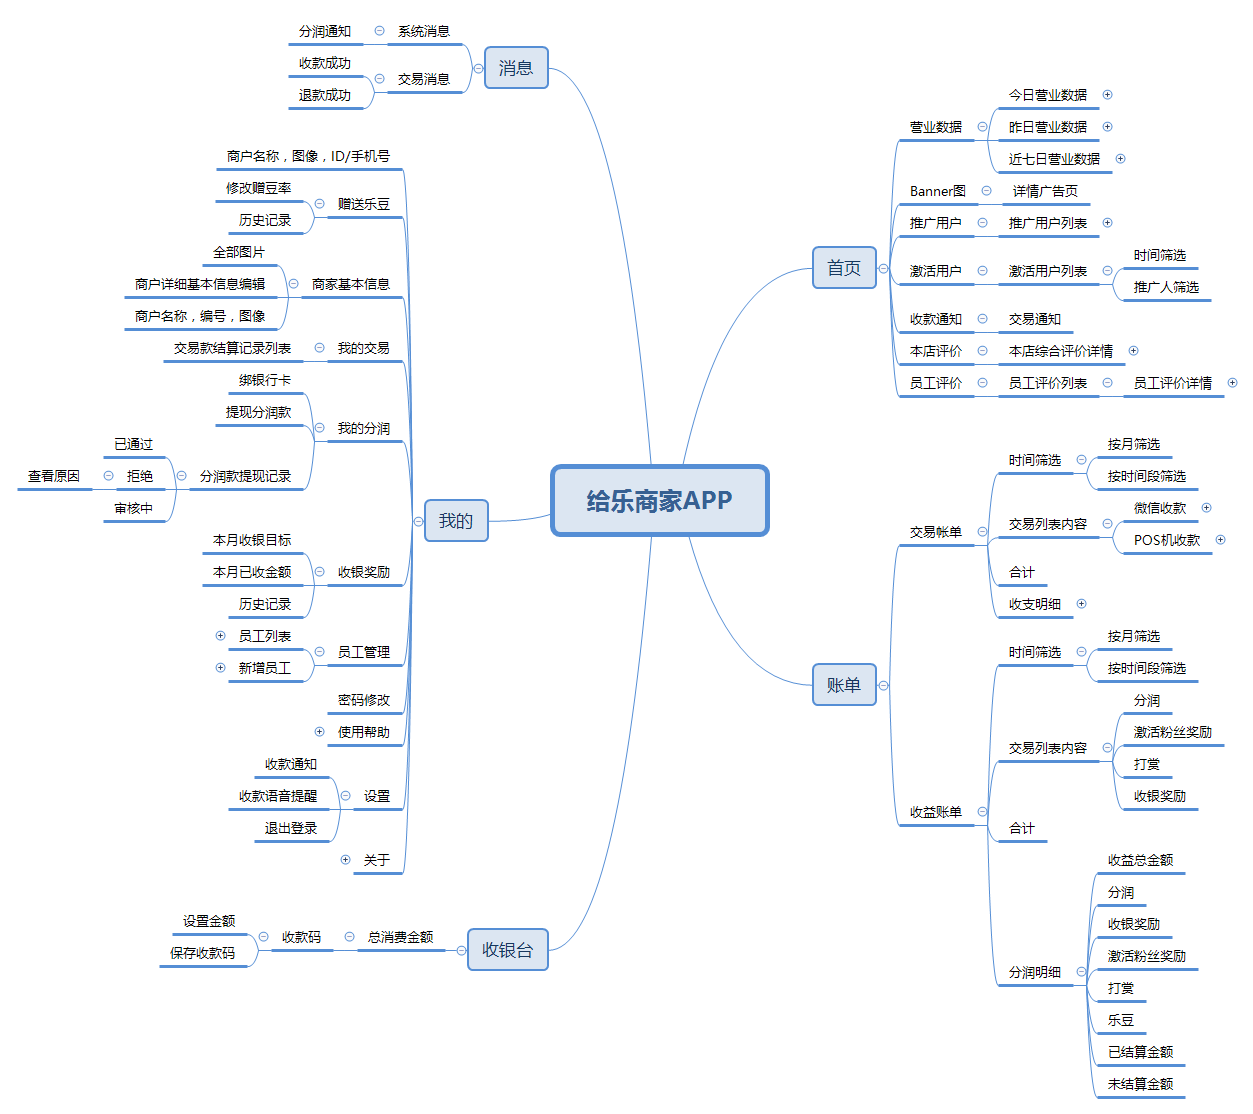 给乐商家APP
消息
系统消息
分润通知
交易消息
收款成功
退款成功
首页
营业数据
今日营业数据
昨日营业数据
近七日营业数据
Banner图
详情广告页
推广用户
推广用户列表
激活用户
激活用户列表
时间筛选
推广人筛选
收款通知
交易通知
本店评价
本店综合评价详情
员工评价
员工评价列表
员工评价详情
我的
商户名称，图像，ID/手机号
赠送乐豆
修改赠豆率
历史记录
商家基本信息
全部图片
商户详细基本信息编辑
商户名称，编号，图像
我的交易
交易款结算记录列表
我的分润
绑银行卡
提现分润款
分润款提现记录
已通过
拒绝
查看原因
审核中
收银奖励
本月收银目标
本月已收金额
历史记录
员工管理
员工列表
新增员工
密码修改
使用帮助
设置
收款通知
收款语音提醒
退出登录
关于
账单
交易帐单
时间筛选
按月筛选
按时间段筛选
交易列表内容
微信收款
POS机收款
合计
收支明细
收益账单
时间筛选
按月筛选
按时间段筛选
交易列表内容
分润
激活粉丝奖励
打赏
收银奖励
合计
分润明细
收益总金额
分润
收银奖励
激活粉丝奖励
打赏
乐豆
已结算金额
未结算金额
收银台
总消费金额
收款码
设置金额
保存收款码